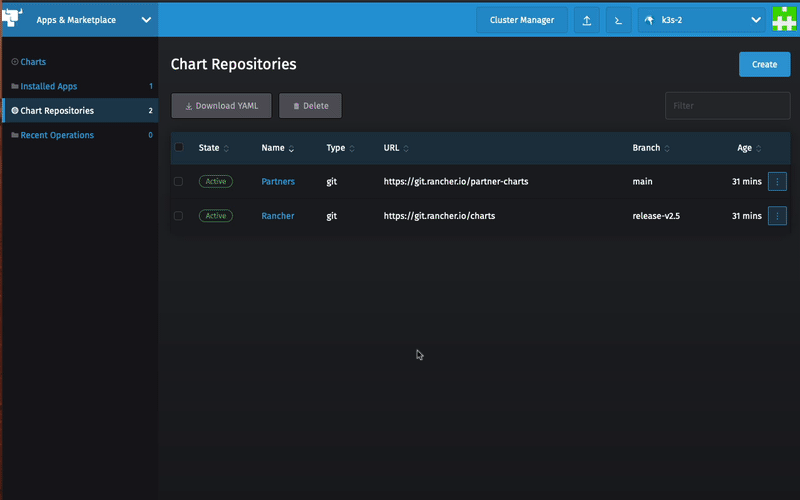 Apps & Marketplace
Cluster Manager
k3s-2
Charts
Installed Apps 1
Chart Repositories 2
Recent Operations 0
Chart Repositories
Create
Download YAML
Delete
Filter
State Name Type URL Branch Age
Active Partners git https://git.rancher.io/partner-charts main 31 mins
Active Rancher git https://git.rancher.io/charts release-v2.5 31 mins